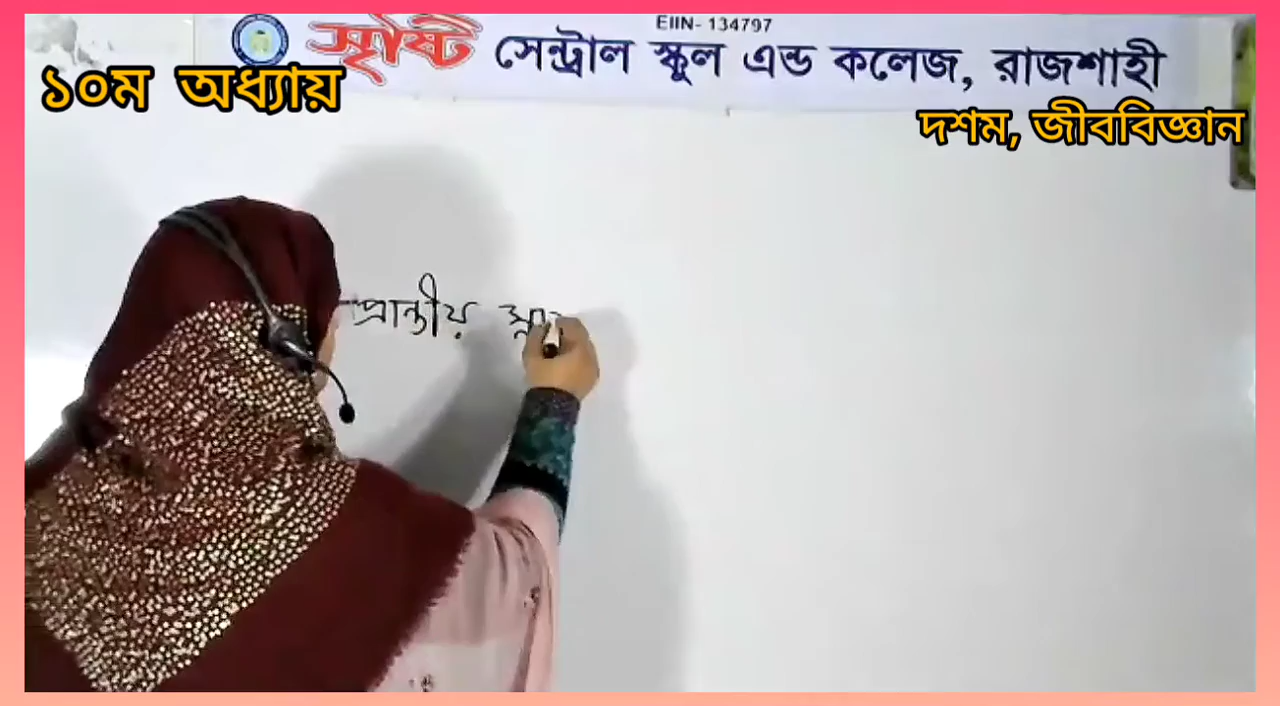 EIIN- 134797
সৃষ্টি সেন্ট্রাল স্কুল এন্ড কলেজ, রাজশাহী
১০ম অধ্যায়
দশম, জীববিজ্ঞান
প্রান্তীয়